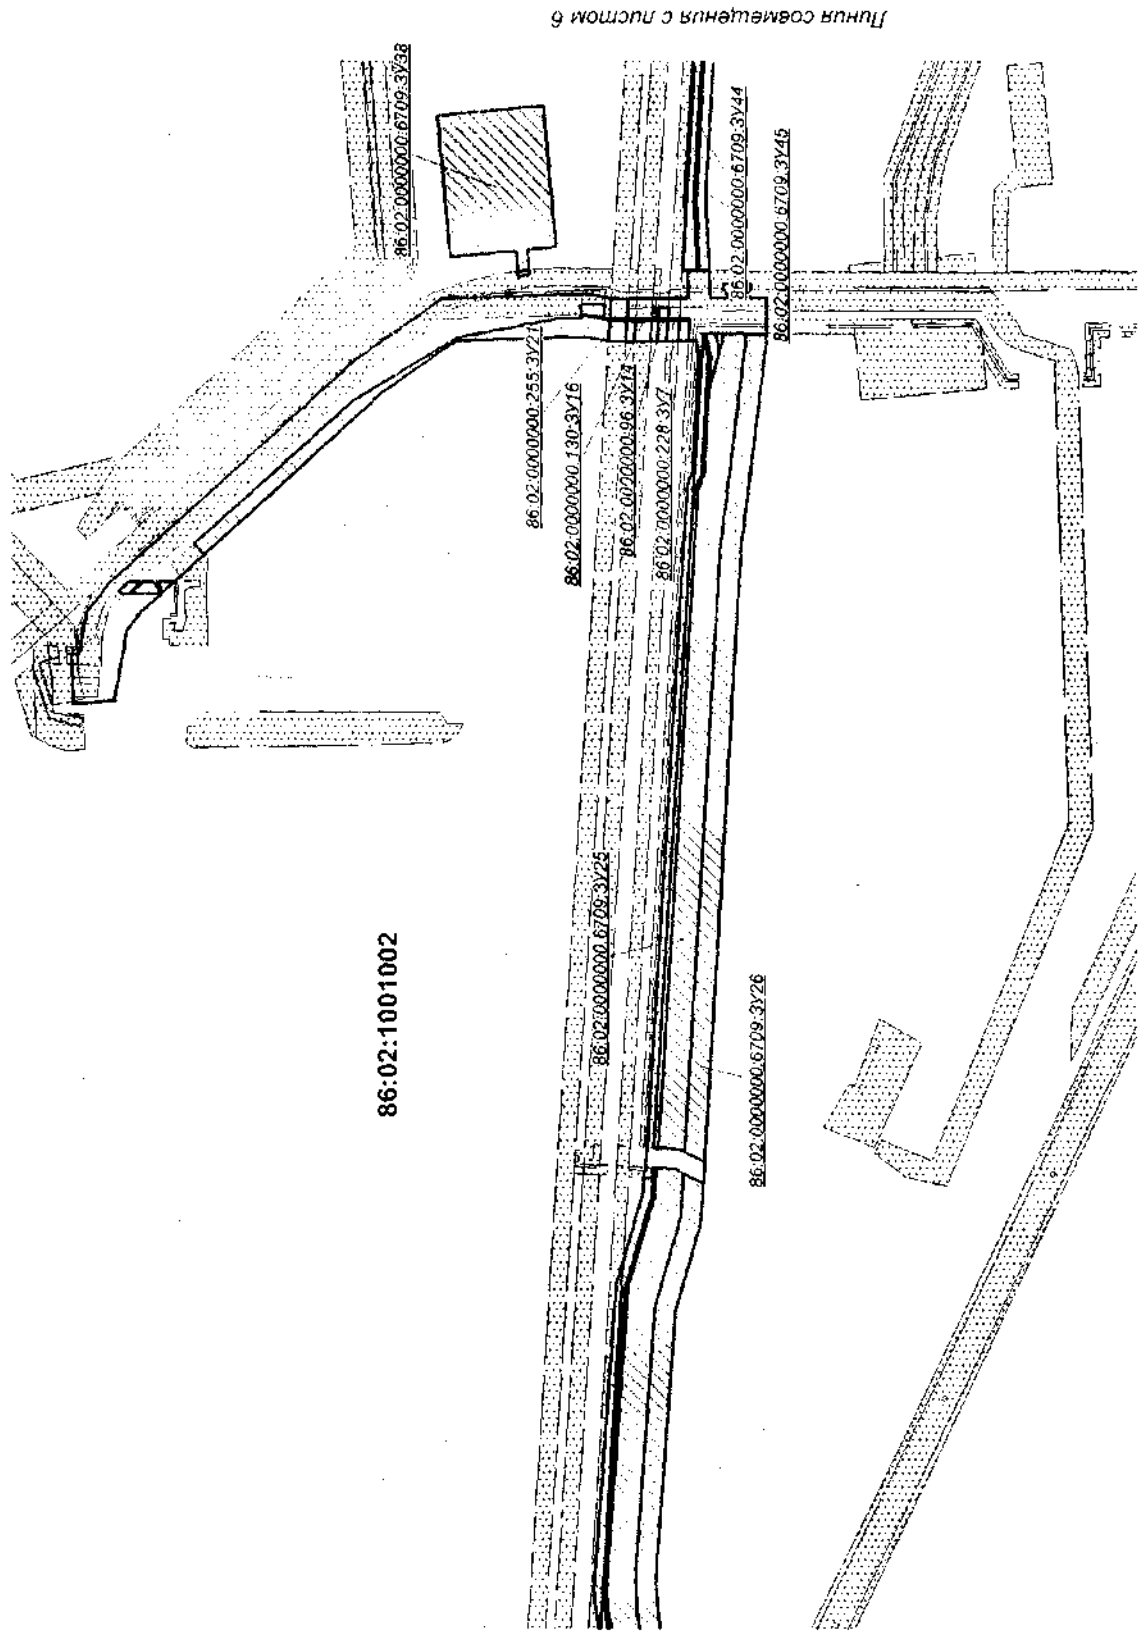 Линия совмещения с листом 6
86:02:0000000:6709:ЗУ38
86:02:0000000:6709:ЗУ44
86:02:0000000:6709:ЗУ45
86:02:0000000:255:ЗУ21
86:02:0000000:130:ЗУ16
86:02:0000000:96:ЗУ14
86:02:0000000:228:ЗУ7
86:02:0000000:6709:ЗУ25
86:02:1001002
86:02:0000000:6709:ЗУ26